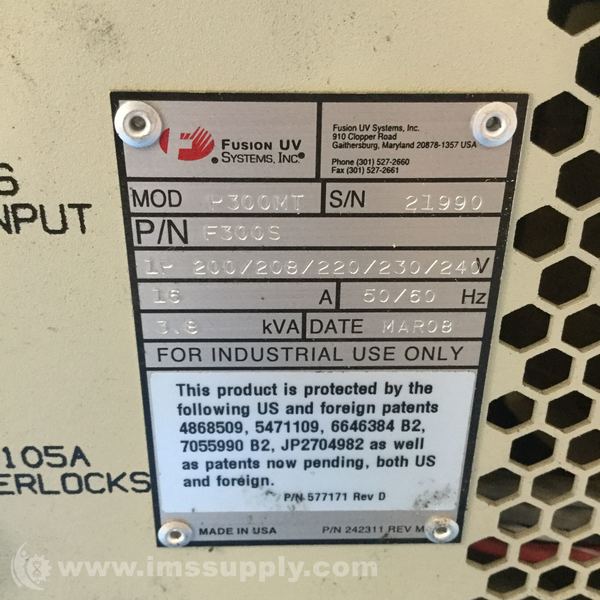 FUSION UV
SYSTEMS, INC.®
Fusion UV Systems, Inc.
910 Clopper Road
Gaithersburg, Maryland 20878-1357 USA
Phone (301) 527-2660
Fax (301) 527-2661
6
NPUT
MOD P300MT S/N 21990
P/N F300S
1P 200/208/220/230/240 V
16 A 50/60 Hz
3.8 kVA DATE MAR08
FOR INDUSTRIAL USE ONLY
This product is protected by the
following US and foreign patents
4868509, 5471109, 6646384 B2,
7055990 B2, JP2704982 as well
as patents now pending, both US
and foreign.
P/N 577171 Rev D
105A
ERLOCKS
MADE IN USA P/N 242311 REV M
www.imssupply.com